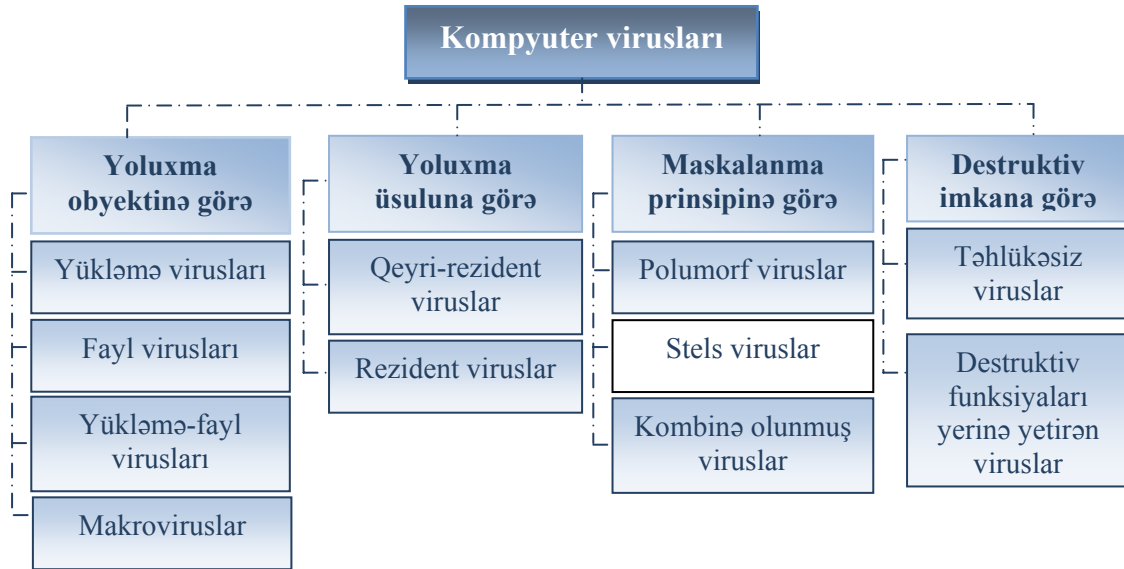 Kompyuter virusları
Yoluxma
obyektinə görə
Yükləmə virusları
Fayl virusları
Yükləmə-fayl
virusları
Makroviruslar
Yoluxma
üsuluna görə
Qeyri-rezident
viruslar
Rezident viruslar
Maskalanma
prinsipinə görə
Polumorf viruslar
Stels viruslar
Kombinə olunmuş
viruslar
Destruktiv
imkana görə
Təhlükəsiz
viruslar
Destruktiv
funksiyaları
yerinə yetirən
viruslar